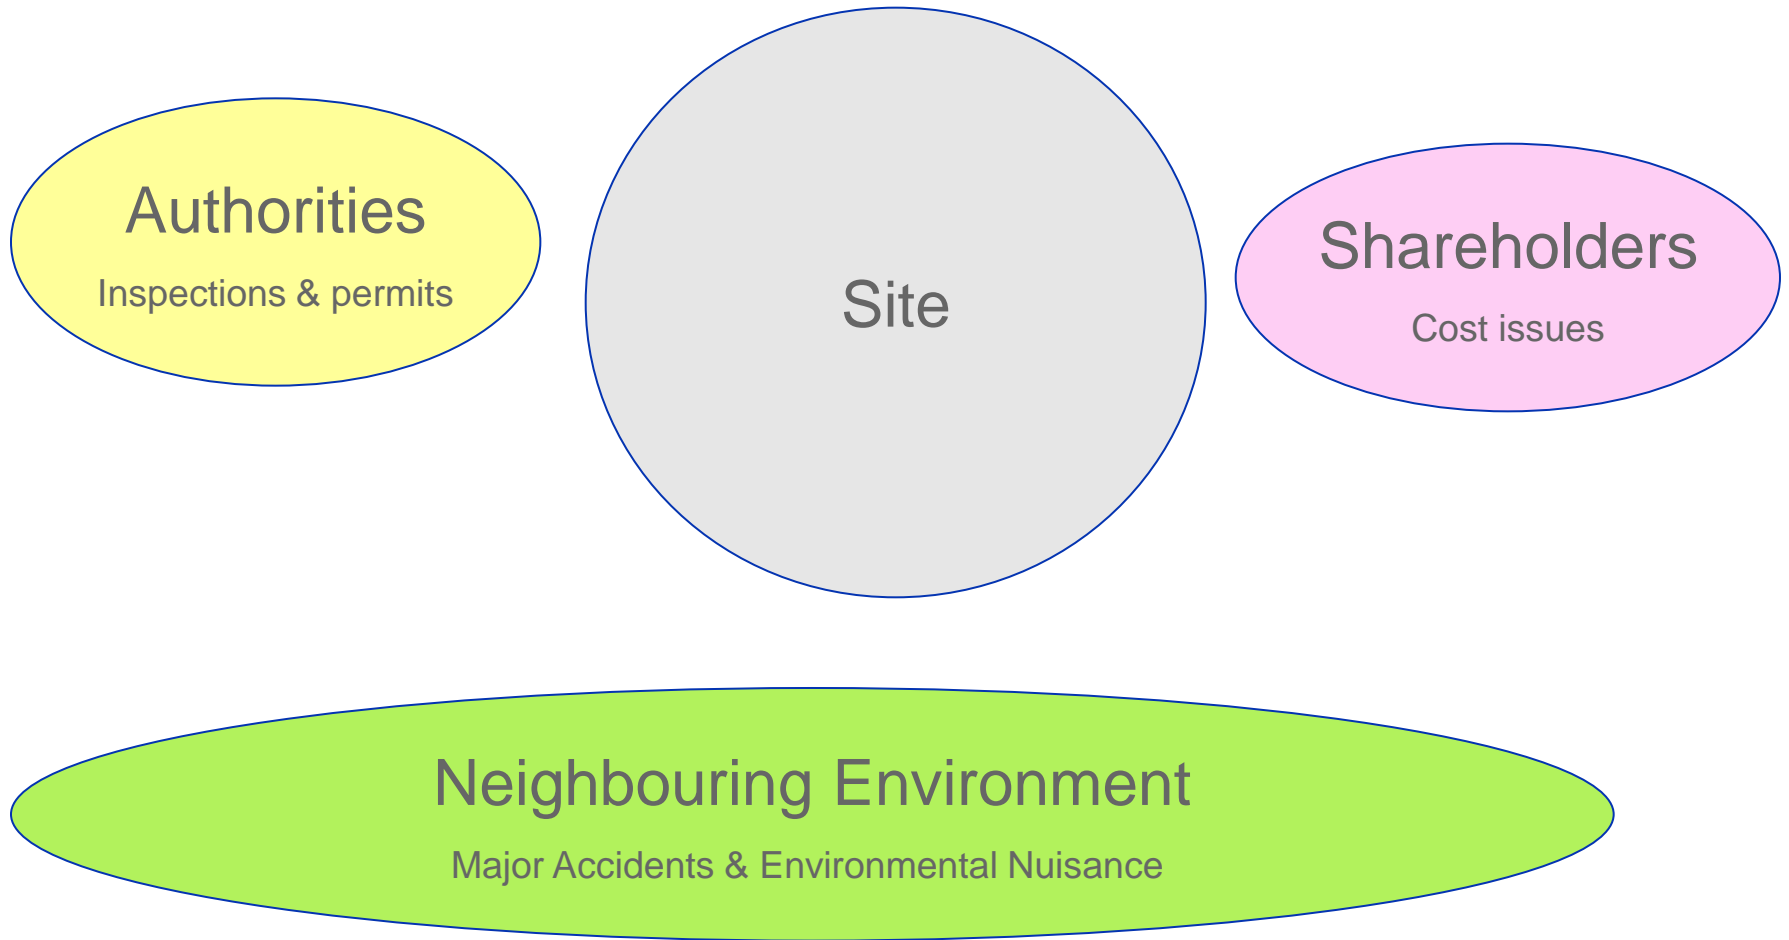 Authorities
Inspections & permits
Site
Shareholders
Cost issues
Neighbouring Environment
Major Accidents & Environmental Nuisance